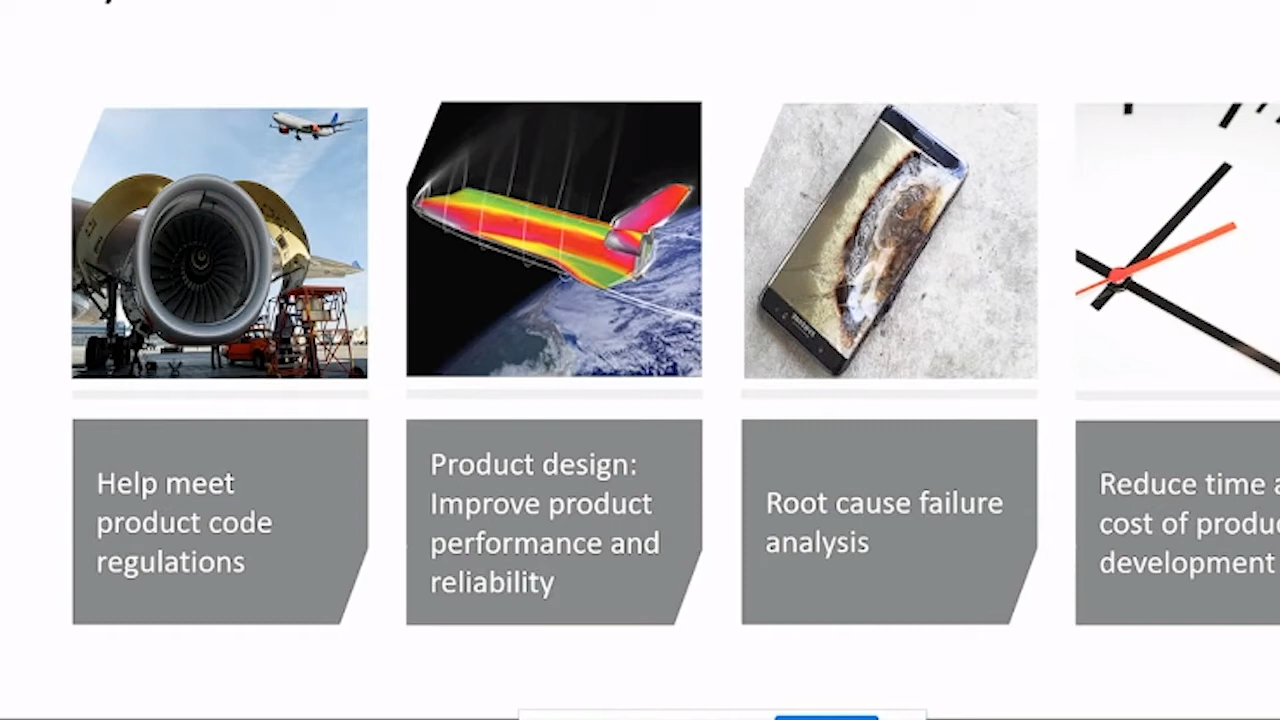 Help meet
product code
regulations
Product design:
Improve product
performance and
reliability
Root cause failure
analysis
Reduce time
cost of
development